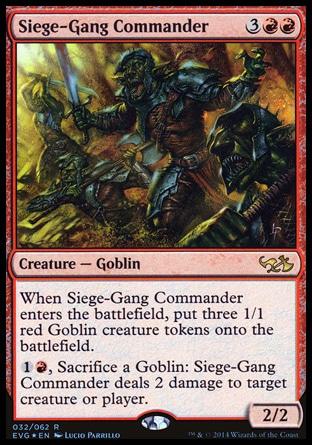 Siege-Gang Commander 3
Creature — Goblin
When Siege-Gang Commander
enters the battlefield, put three 1/1
red Goblin creature tokens onto the
battlefield.
1, Sacrifice a Goblin: Siege-Gang
Commander deals 2 damage to target
creature or player.
2/2
032/062 R
EVG ★ EN Lucio Parrillo
™ & © 2014 Wizards of the Coast